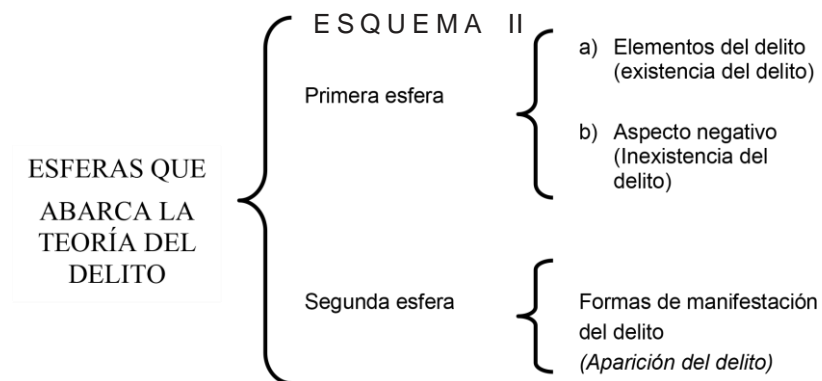 ESQUEMA II
ESFERAS QUE
ABARCA LA
TEORÍA DEL
DELITO
Primera esfera
a) Elementos del delito
(existencia del delito)
b) Aspecto negativo
(Inexistencia del
delito)
Segunda esfera
Formas de manifestación
del delito
(Aparición del delito)